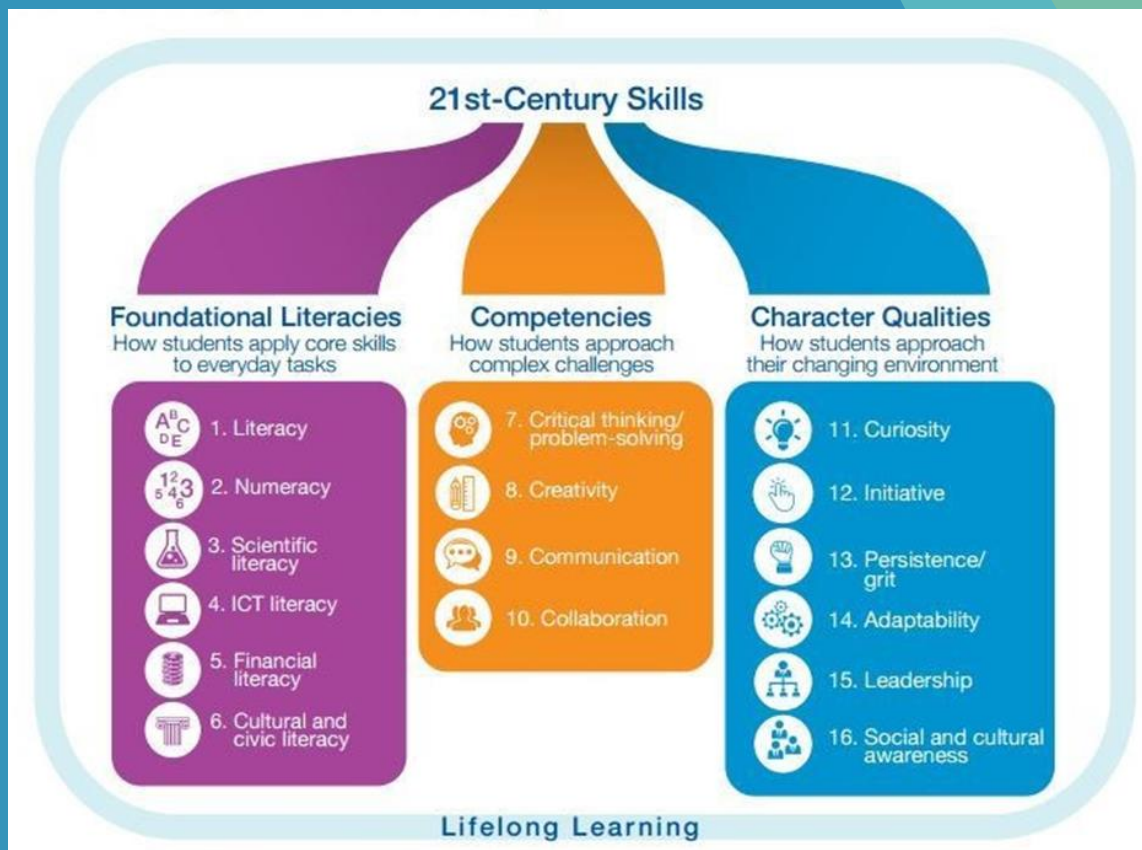 21st-Century Skills
Foundational Literacies
How students apply core skills
to everyday tasks
ABCDE
1. Literacy
123456
2. Numeracy
3. Scientific
literacy
4. ICT literacy
5. Financial
literacy
6. Cultural and
civic literacy
Competencies
How students approach
complex challenges
7. Critical thinking/
problem-solving
8. Creativity
9. Communication
10. Collaboration
Character Qualities
How students approach
their changing environment
11. Curiosity
12. Initiative
13. Persistence/
grit
14. Adaptability
15. Leadership
16. Social and cultural
awareness
Lifelong Learning